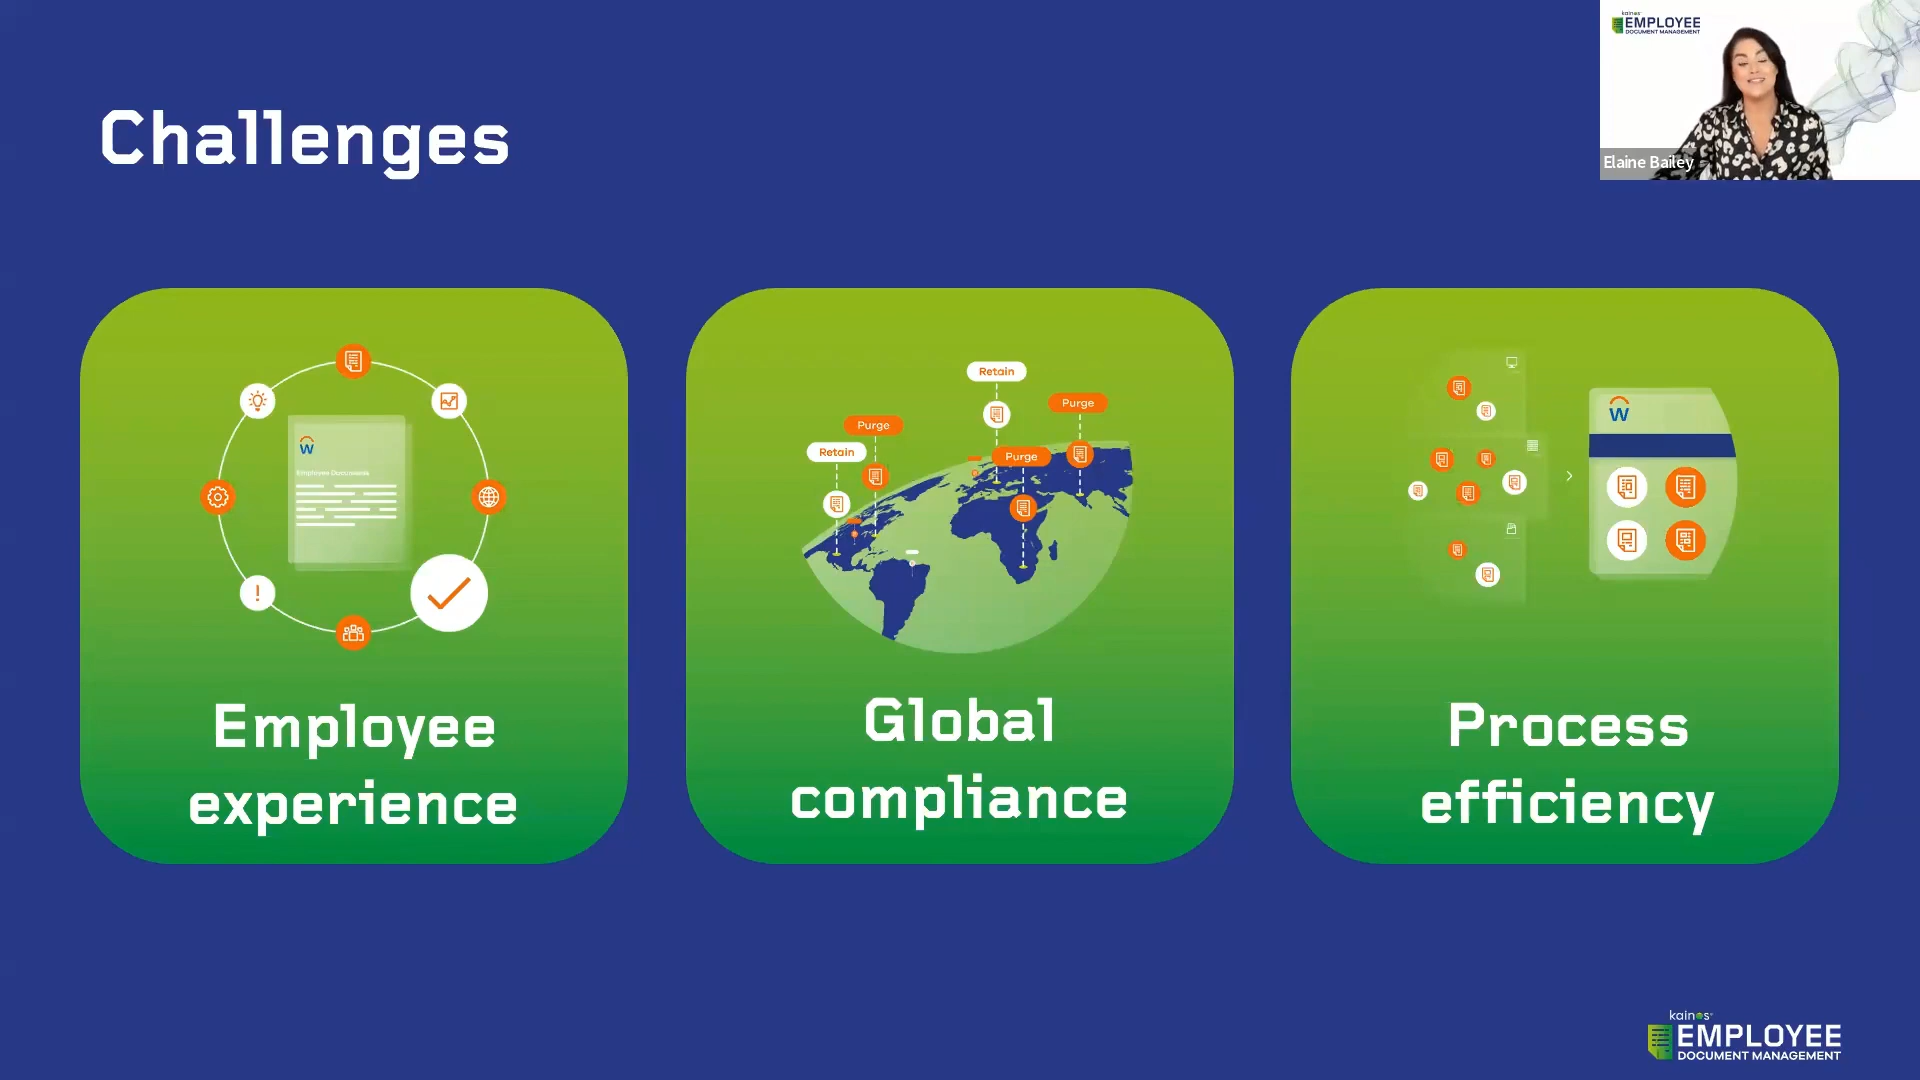 kainos
EMPLOYEE
DOCUMENT MANAGEMENT
Elaine Bailey
Challenges
W
Employee Documents
Employee
experience
Retain
Purge
Purge
Retain
Purge
Global
compliance
W
Process
efficiency
kainos
EMPLOYEE
DOCUMENT MANAGEMENT